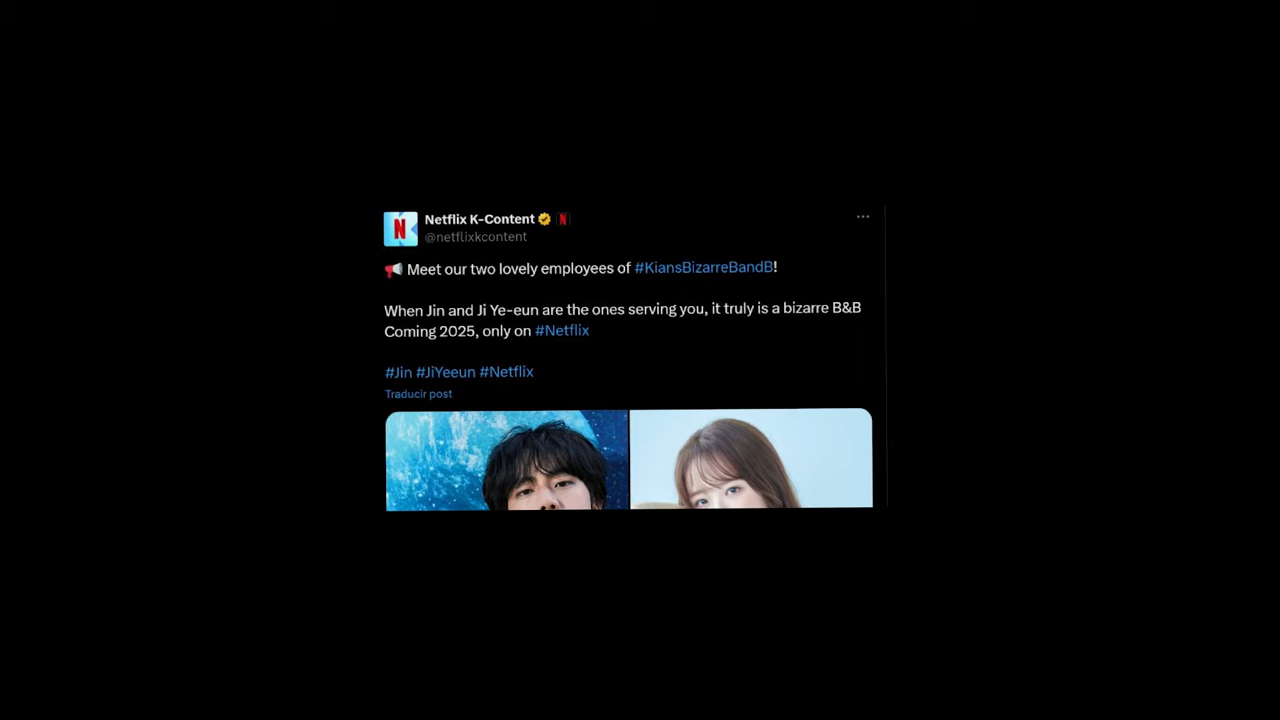 Netflix K-Content
@netflixkcontent
Meet our two lovely employees of #KiansBizarreBandB!
When Jin and Ji Ye-eun are the ones serving you, it truly is a bizarre B&B
Coming 2025, only on #Netflix
#Jin #JiYeeun #Netflix
Traducir post